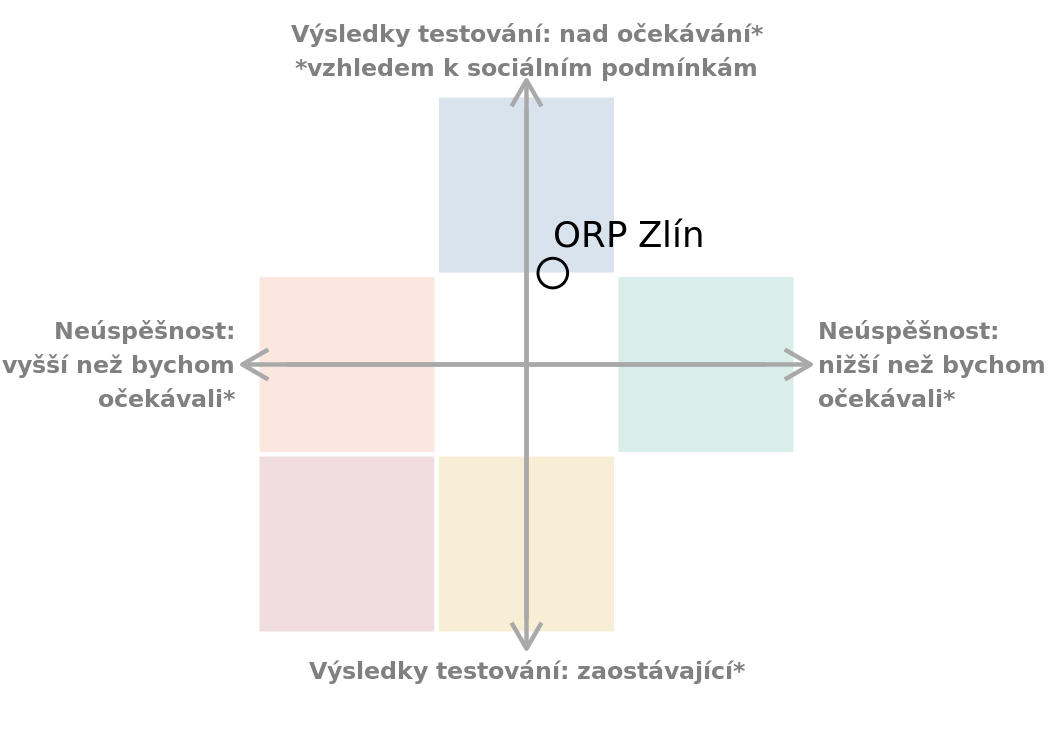 Výsledky testování: nad očekávání*
*vzhledem k sociálním podmínkám
ORP Zlín
Neúspěšnost:
vyšší než bychom
očekávali*
Neúspěšnost:
nižší než bychom
očekávali*
Výsledky testování: zaostávající*